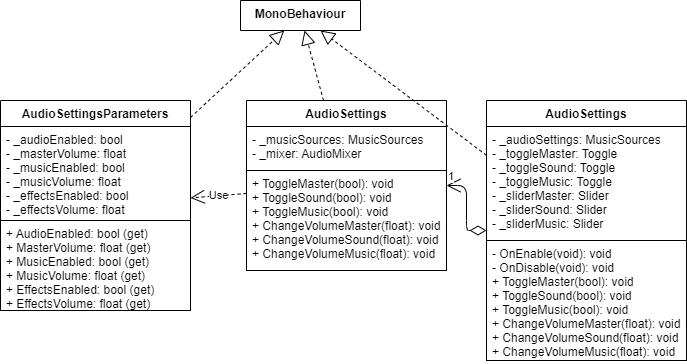 MonoBehaviour
AudioSettingsParameters
- _audioEnabled: bool
- _masterVolume: float
- _musicEnabled: bool
- _musicVolume: float
- _effectsEnabled: bool
- _effectsVolume: float
+ AudioEnabled: bool (get)
+ MasterVolume: float (get)
+ MusicEnabled: bool (get)
+ MusicVolume: float (get)
+ EffectsEnabled: bool (get)
+ EffectsVolume: float (get)
Use
AudioSettings
- _musicSources: MusicSources
- _mixer: AudioMixer
+ ToggleMaster(bool): void
+ ToggleSound(bool): void
+ ToggleMusic(bool): void
+ ChangeVolumeMaster(float): void
+ ChangeVolumeSound(float): void
+ ChangeVolumeMusic(float): void
1
AudioSettings
- _audioSettings: MusicSources
- _toggleMaster: Toggle
- _toggleSound: Toggle
- _toggleMusic: Toggle
- _sliderMaster: Slider
- _sliderSound: Slider
- _sliderMusic: Slider
- OnEnable(void): void
- OnDisable(void): void
+ ToggleMaster(bool): void
+ ToggleSound(bool): void
+ ToggleMusic(bool): void
+ ChangeVolumeMaster(float): void
+ ChangeVolumeSound(float): void
+ ChangeVolumeMusic(float): void